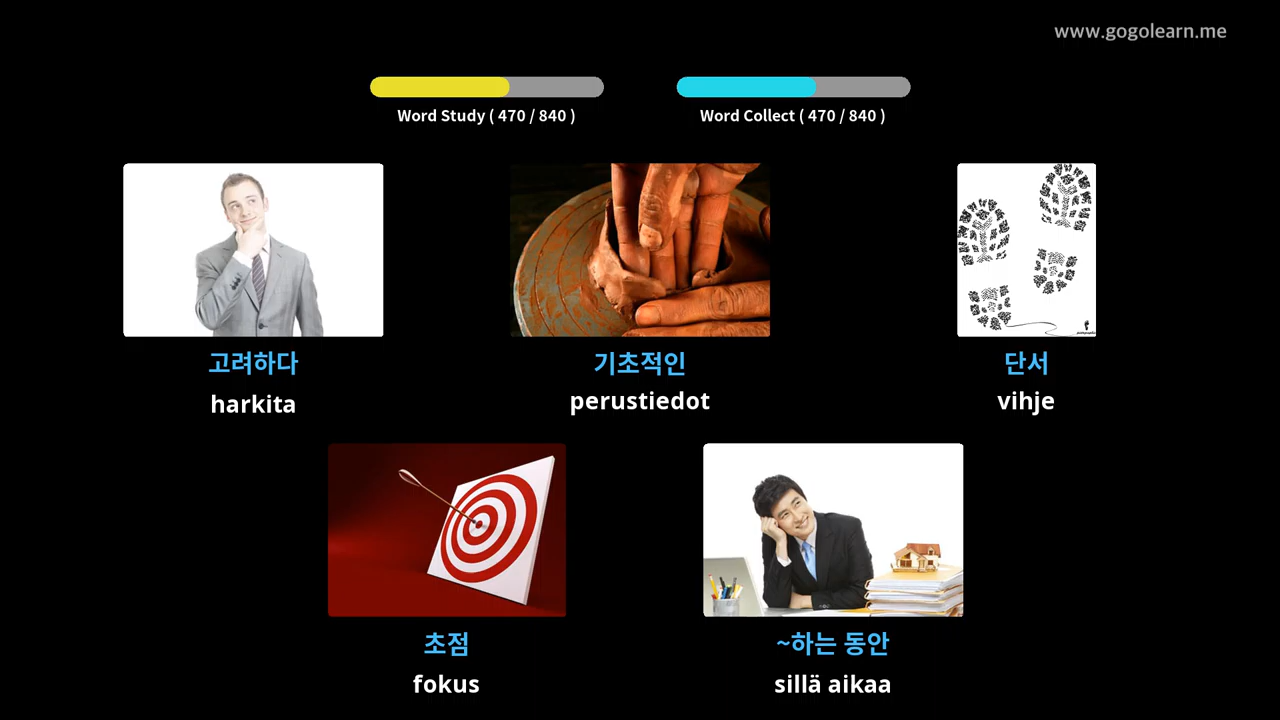 www.gogolearn.me
Word Study ( 470 / 840 )
Word Collect ( 470 / 840 )
고려하다
harkita
기초적인
perustiedot
단서
vihje
초점
fokus
~하는 동안
sillä aikaa